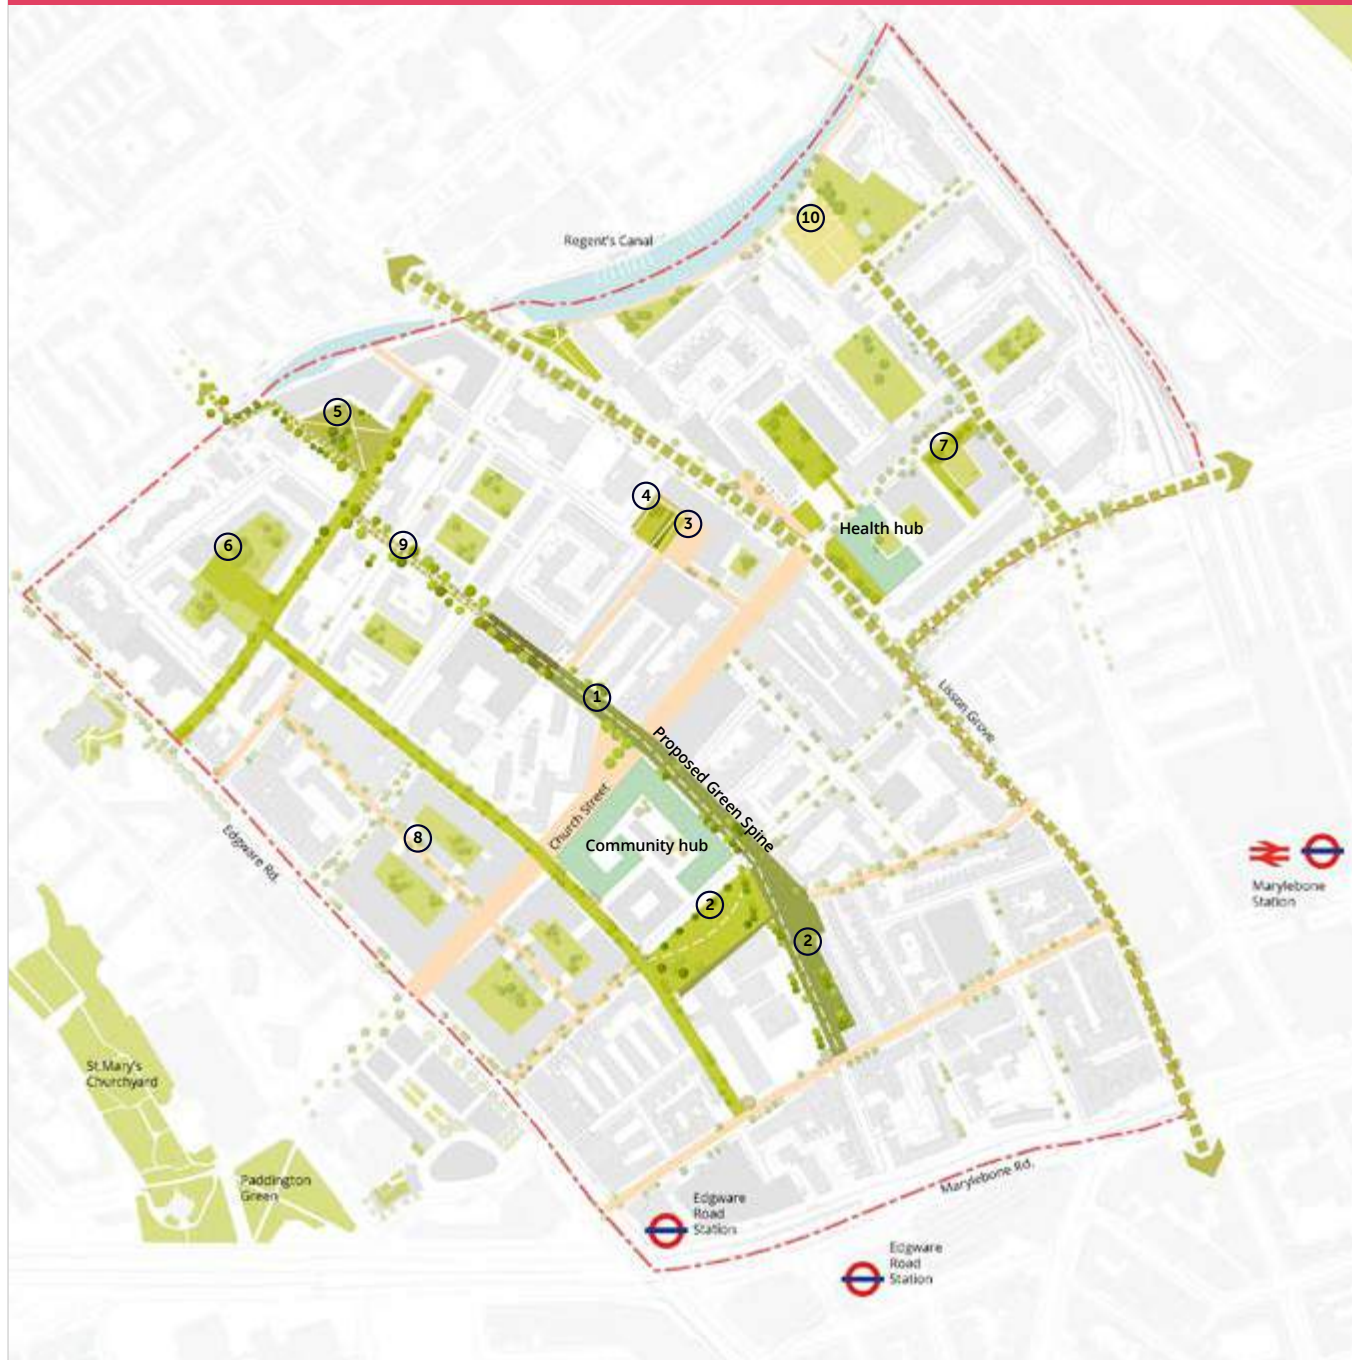 10
Regent's Canal
5
7
4
3
Health hub
9
6
1
Lisson Grove
Proposed Green Spine
Church Street
Community hub
8
Edgware Rd.
2
2
Marylebone
Station
St.Mary's
Churchyard
Paddington
Green
Marylebone Rd.
Edgware
Road
Station
Edgware
Road
Station